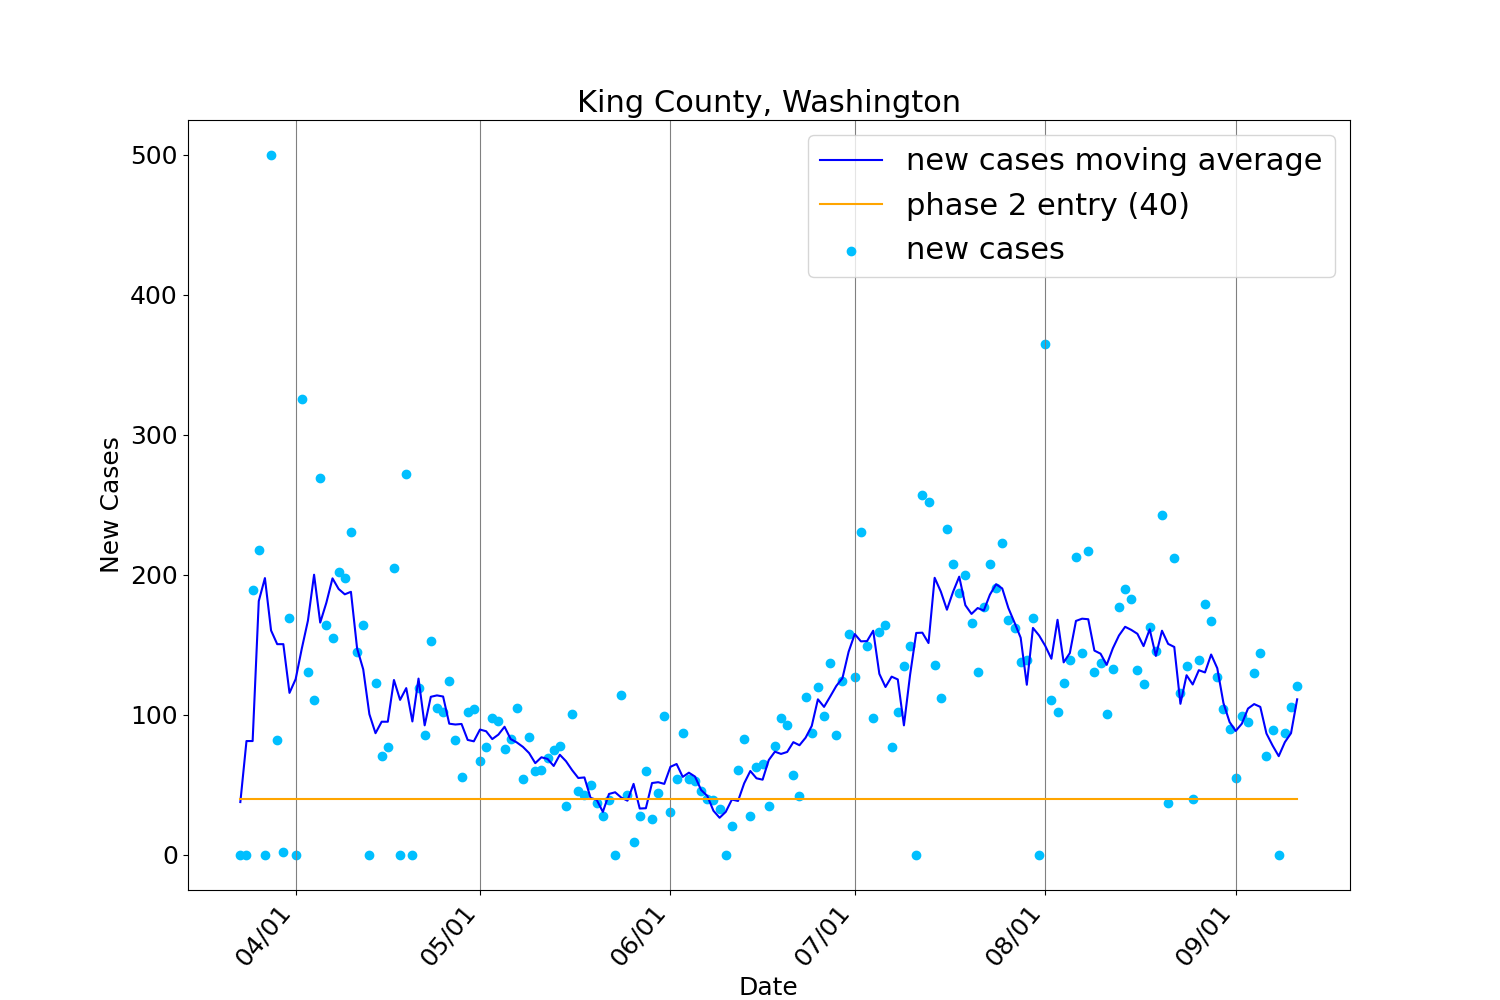 King County, Washington
new cases moving average
phase 2 entry (40)
new cases
500
400
300
200
100
0
New Cases
04/01
05/01
06/01
07/01
08/01
09/01
Date